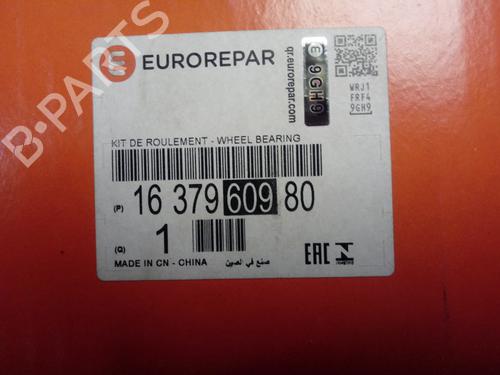 EUROREPAR
qr.eurorepar.com
9GH9
WRJ1
FRF4
9GH9
KIT DE ROULEMENT - WHEEL BEARING
(P) 16 379 609 80
(Q) 1
MADE IN CN - CHINA صنع في الصين
EAC
B-Parts